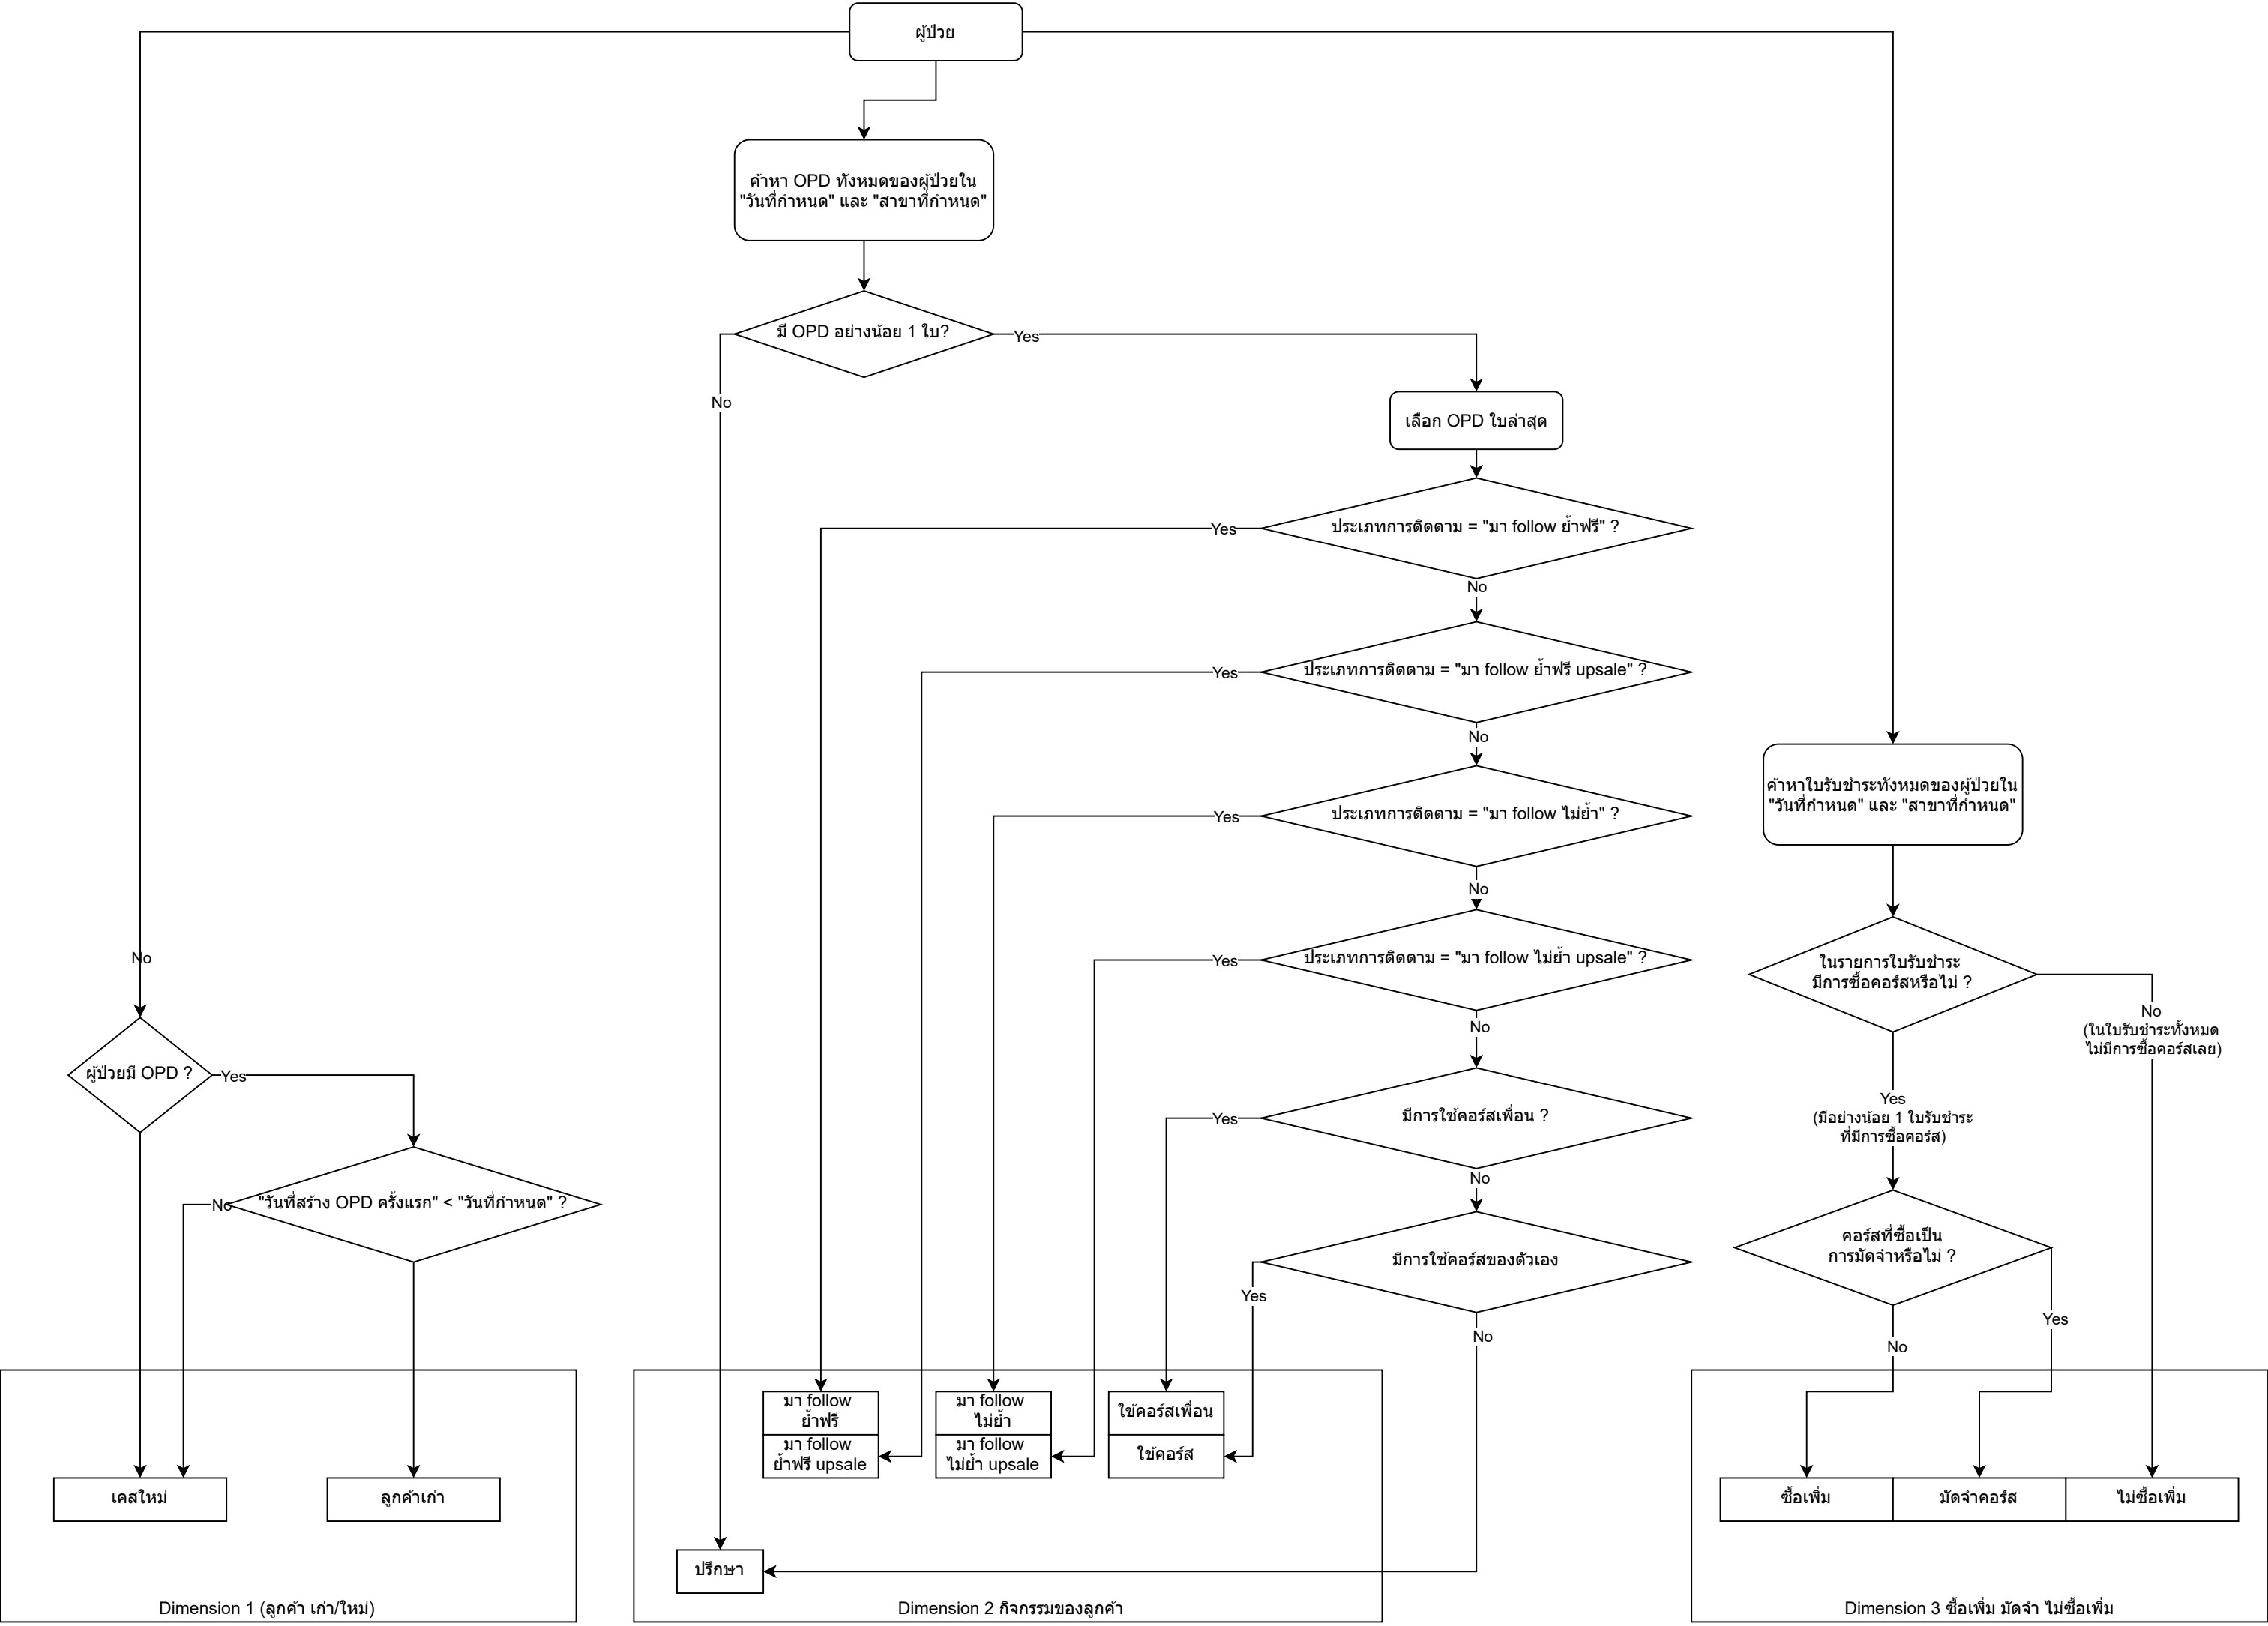 ผู้ป่วย
ค้าหา OPD ทั้งหมดของผู้ป่วยใน
"วันที่กำหนด" และ "สาขาที่กำหนด"
มี OPD อย่างน้อย 1 ใบ?
Yes
No
เลือก OPD ใบล่าสุด
ประเภทการติดตาม = "มา follow ย้ำฟรี" ?
Yes
No
ประเภทการติดตาม = "มา follow ย้ำฟรี upsale" ?
Yes
No
ประเภทการติดตาม = "มา follow ไม่ย้ำ" ?
Yes
No
ประเภทการติดตาม = "มา follow ไม่ย้ำ upsale" ?
Yes
No
มีการใช้คอร์สเพื่อน ?
Yes
No
มีการใช้คอร์สของตัวเอง
Yes
No
ค้าหาใบรับชำระทั้งหมดของผู้ป่วยใน
"วันที่กำหนด" และ "สาขาที่กำหนด"
ในรายการใบรับชำระ
มีการซื้อคอร์สหรือไม่ ?
No
(ในใบรับชำระทั้งหมด
ไม่มีการซื้อคอร์สเลย)
Yes
(มีอย่างน้อย 1 ใบรับชำระ
ที่มีการซื้อคอร์ส)
คอร์สที่ซื้อเป็น
การมัดจำหรือไม่ ?
Yes
No
No
ผู้ป่วยมี OPD ?
Yes
"วันที่สร้าง OPD ครั้งแรก" < "วันที่กำหนด" ?
No
เคสใหม่
ลูกค้าเก่า
Dimension 1 (ลูกค้า เก่า/ใหม่)
มา follow
ย้ำฟรี
มา follow
ย้ำฟรี upsale
มา follow
ไม่ย้ำ
มา follow
ไม่ย้ำ upsale
ใช้คอร์สเพื่อน
ใช้คอร์ส
ปรึกษา
Dimension 2 กิจกรรมของลูกค้า
ซื้อเพิ่ม
มัดจำคอร์ส
ไม่ซื้อเพิ่ม
Dimension 3 ซื้อเพิ่ม มัดจำ ไม่ซื้อเพิ่ม